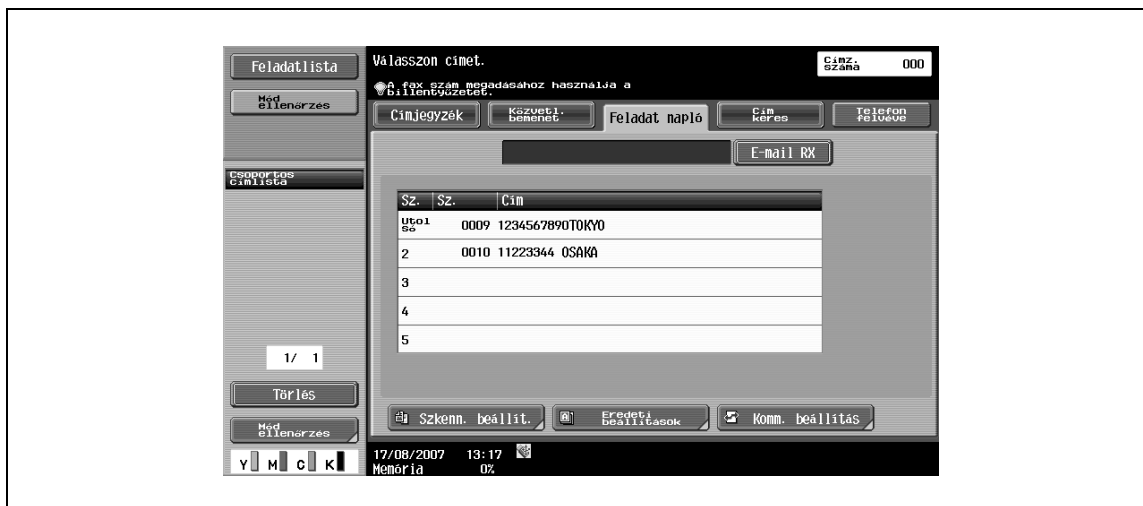 Feladatlista
Mód
ellenőrzés
Csoportos
címlista
1/ 1
Törlés
Mód
ellenőrzés
Y M C K
Válasszon címet.
Címz.
száma 000
A fax szám megadásához használja a
billentyűzetet.
Címjegyzék
Közvetl.
bemenet
Feladat napló
Cím
keres
Telefon
felvéve
E-mail RX
Sz. Sz. Cím
Utol
só 0009 1234567890TOKYO
2 0010 11223344 OSAKA
3
4
5
Szkenn. beállít.
Eredeti
beállítások
Komm. beállítás
17/08/2007 13:17
Memória 0%